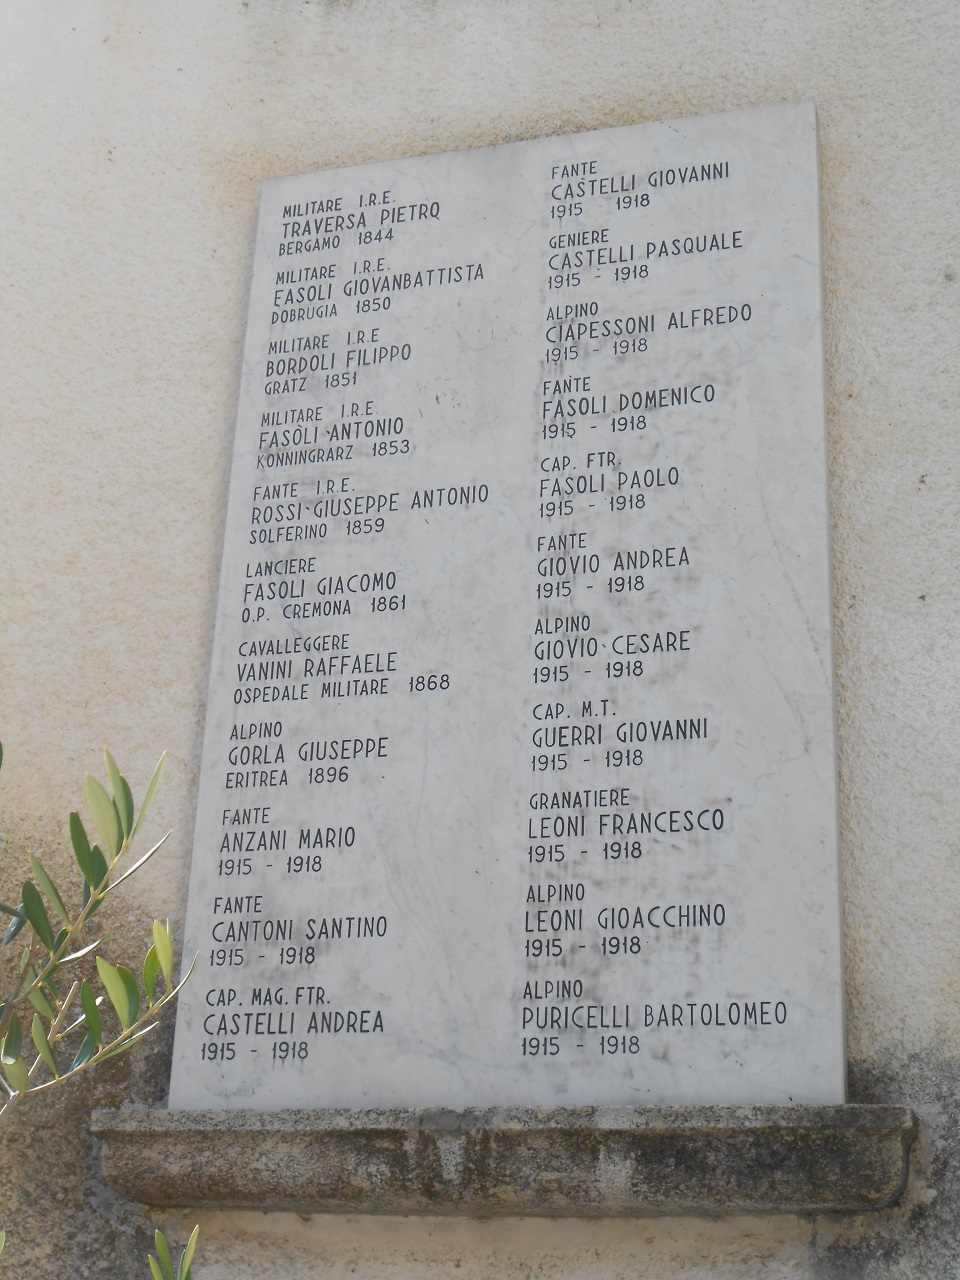 MILITARE I.R.E.
TRAVERSA PIETRO
BERGAMO 1844
MILITARE I.R.E.
FASOLI GIOVANBATTISTA
DOBRUGIA 1850
MILITARE I.R.E
BORDOLI FILIPPO
GRATZ 1851
MILITARE I.R.E.
FASOLI ANTONIO
KONNINGRARZ 1853
FANTE I.R.E.
ROSSI GIUSEPPE ANTONIO
SOLFERINO 1859
LANCIERE
FASOLI GIACOMO
O.P. CREMONA 1861
CAVALLEGGERE
VANINI RAFFAELE
OSPEDALE MILITARE 1868
ALPINO
GORLA GIUSEPPE
ERITREA 1896
FANTE
ANZANI MARIO
1915 - 1918
FANTE
CANTONI SANTINO
1915 - 1918
CAP. MAG. FTR.
CASTELLI ANDREA
1915 - 1918
FANTE
CASTELLI GIOVANNI
1915 1918
GENIERE
CASTELLI PASQUALE
1915 - 1918
ALPINO
CIAPESSONI ALFREDO
1915 - 1918
FANTE
FASOLI DOMENICO
1915 - 1918
CAP. FTR.
FASOLI PAOLO
1915 - 1918
FANTE
GIOVIO ANDREA
1915 - 1918
ALPINO
GIOVIO CESARE
1915 - 1918
CAP. M.T.
GUERRI GIOVANNI
1915 - 1918
GRANATIERE
LEONI FRANCESCO
1915 - 1918
ALPINO
LEONI GIOACCHINO
1915 - 1918
ALPINO
PURICELLI BARTOLOMEO
1915 - 1918